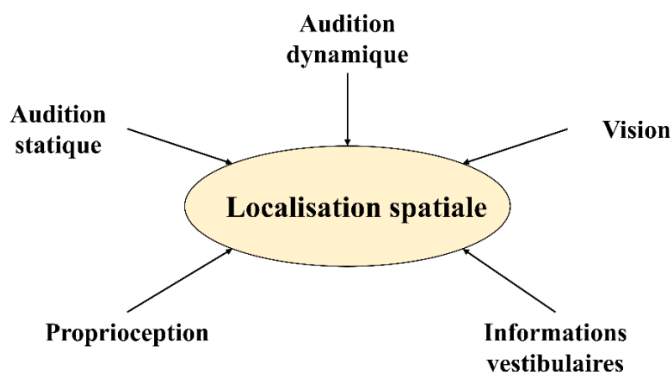 Audition
dynamique
Audition
statique
Vision
Localisation spatiale
Proprioception
Informations
vestibulaires